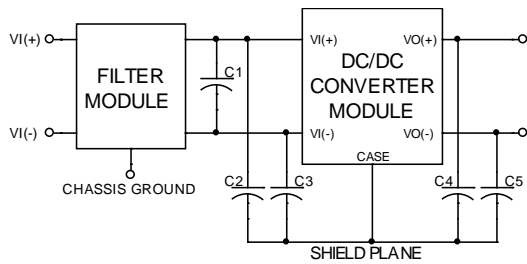 VI(+)
FILTER
MODULE
VI(-)
CHASSIS GROUND
C1
C2
C3
VI(+)
VO(+)
DC/DC
CONVERTER
MODULE
VI(-)
VO(-)
CASE
C4
C5
SHIELD PLANE